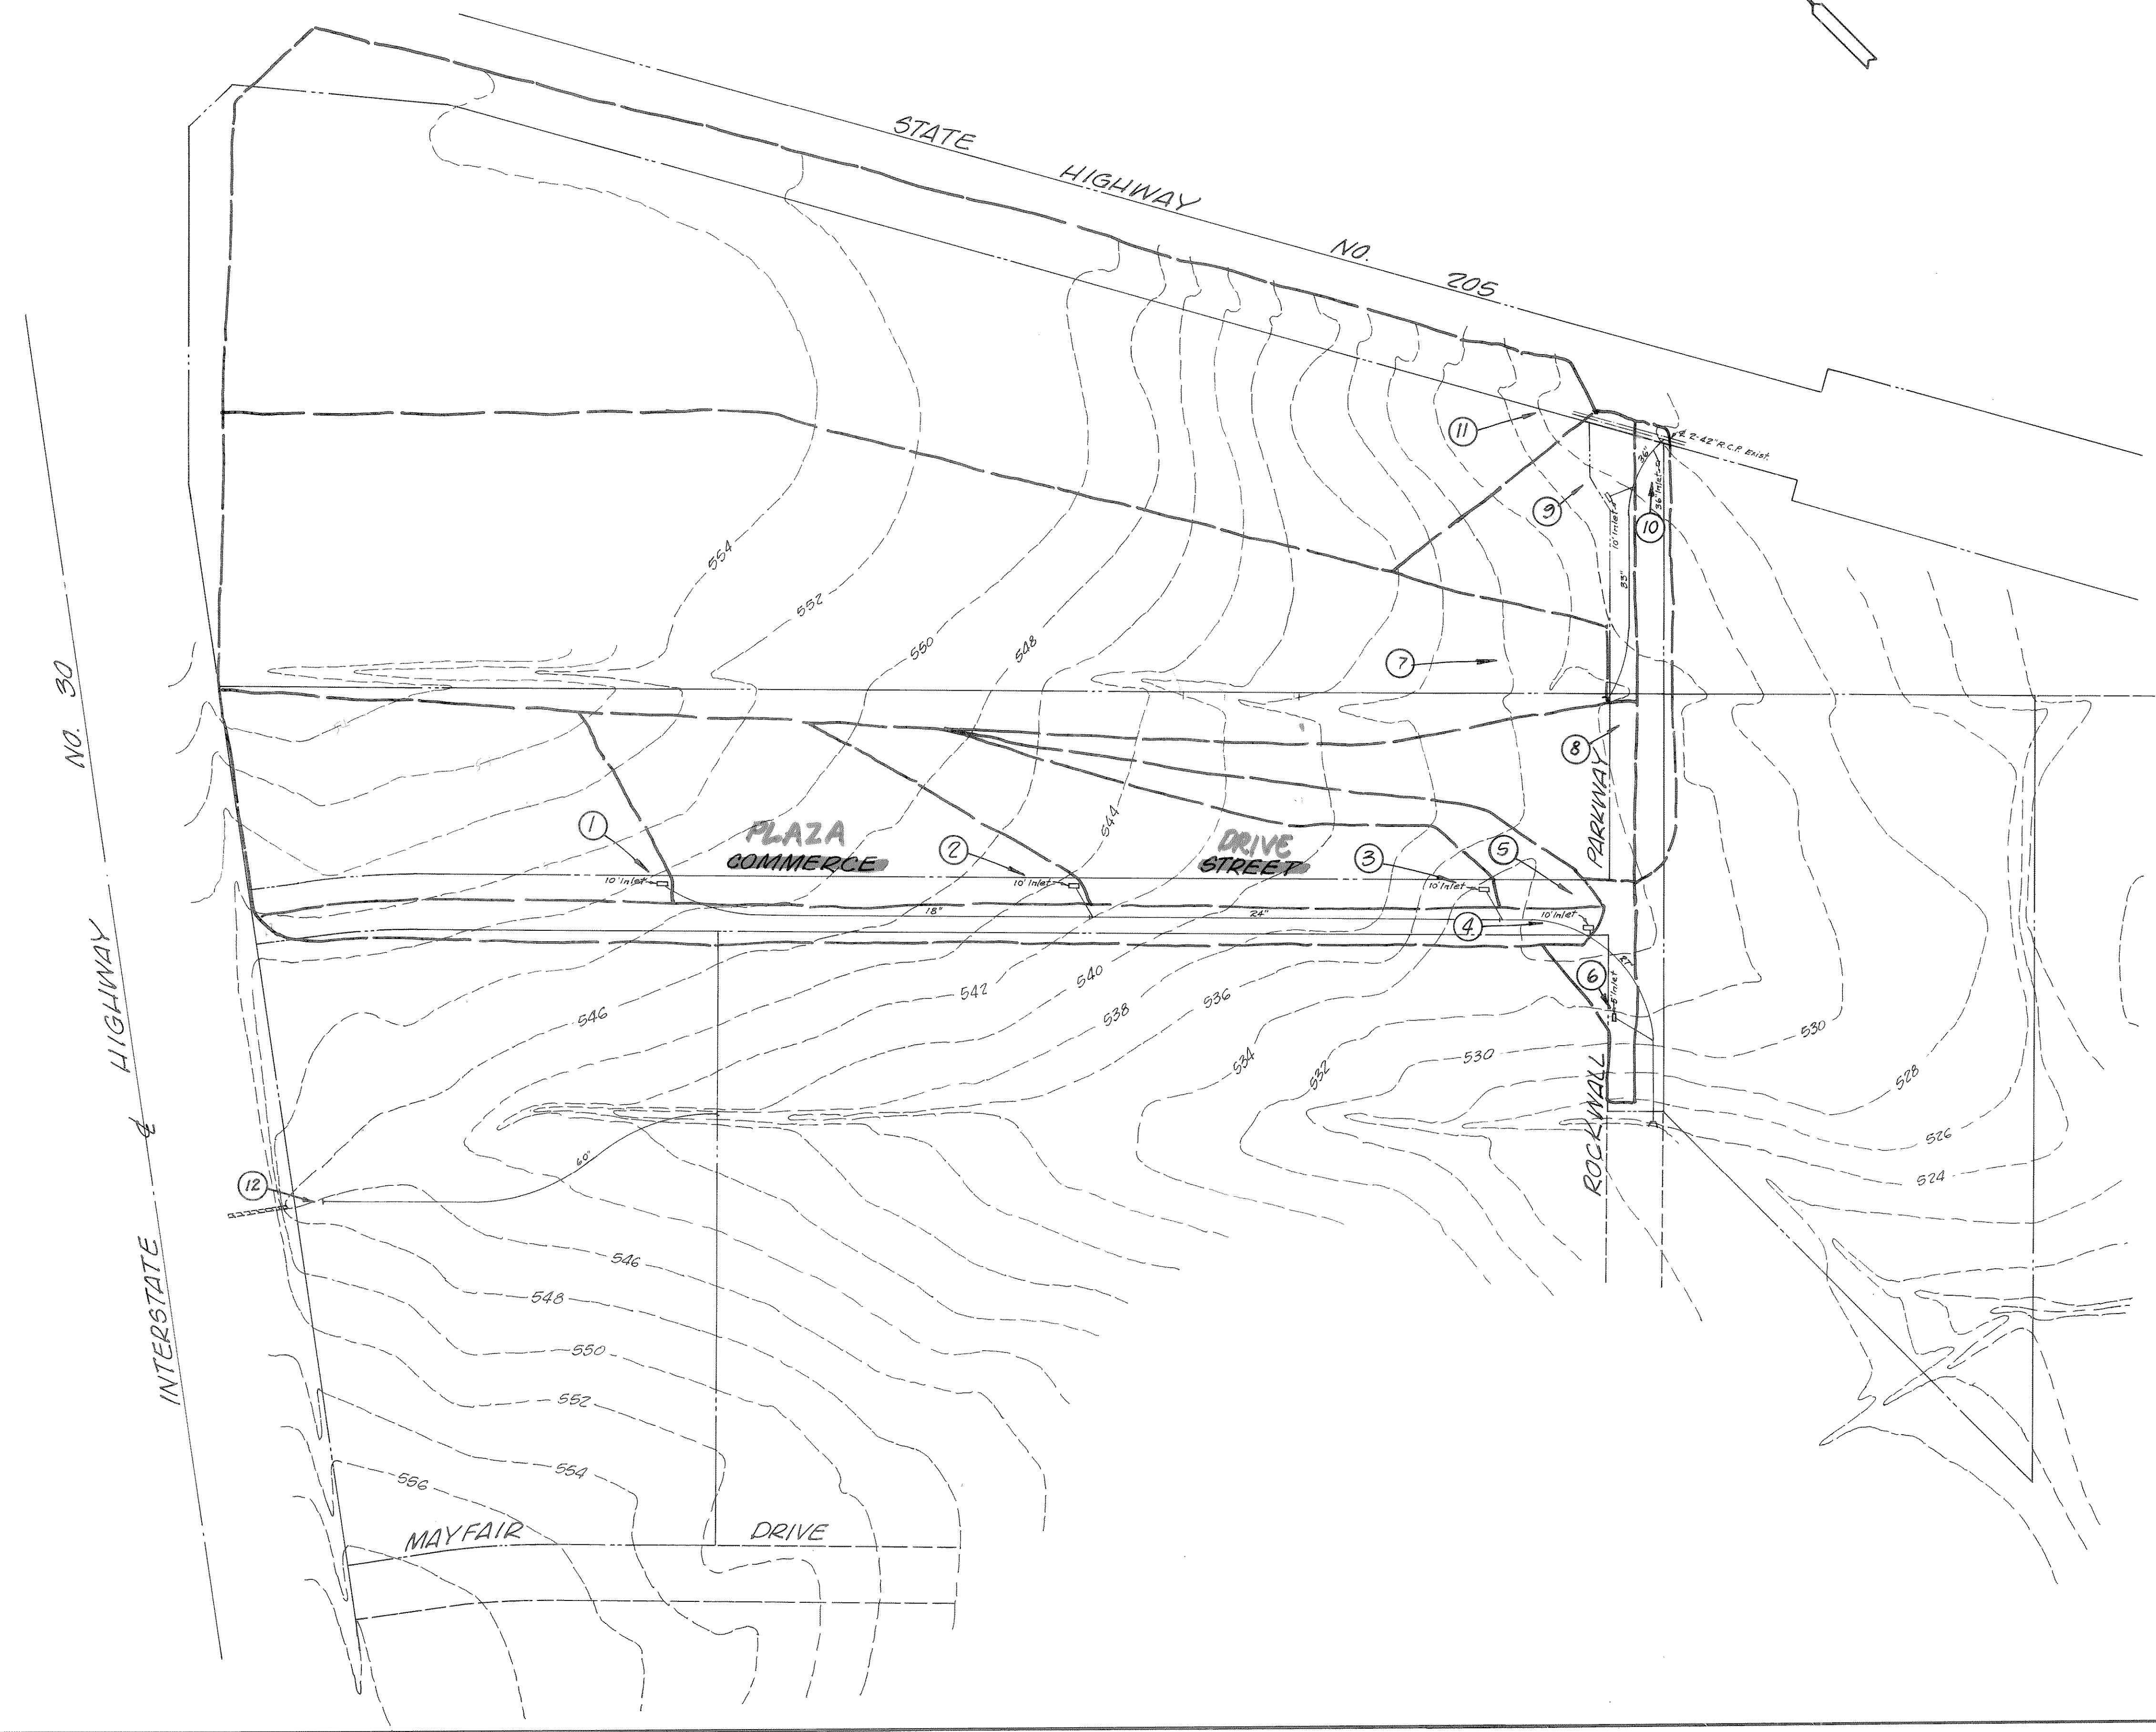 STATE HIGHWAY NO. 205
11
2-42" R.C.P. Exist.
36"
36" Inlet
9
10
10' Inlet
33"
554
552
550
548
7
NO. 30
8
PARKWAY
1
PLAZA
COMMERCE
2
544
DRIVE
STREET
3
5
10' Inlet
10' Inlet
10' Inlet
18"
24"
10' Inlet
4
6
5' Inlet
HIGHWAY
546
542
540
538
536
534
532
530
530
528
526
524
ROCKWALL
60"
12
INTERSTATE
546
548
550
552
554
556
MAYFAIR DRIVE